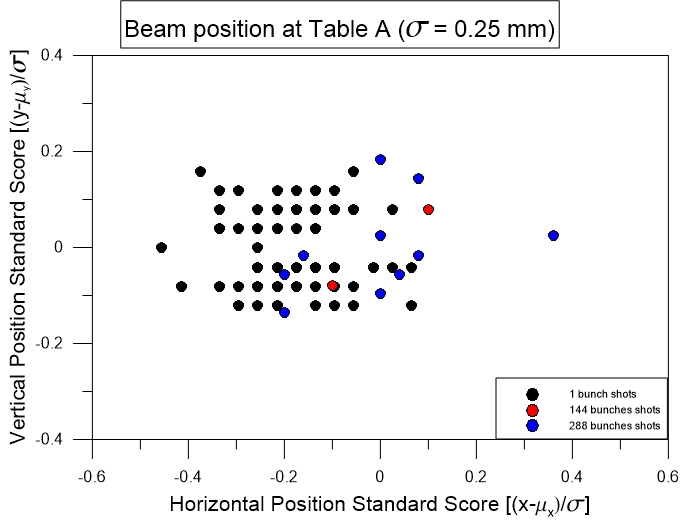 Beam position at Table A (σ = 0.25 mm)
Vertical Position Standard Score [(y-μy)/σ]
0.4
0.2
0
-0.2
-0.4
1 bunch shots
144 bunches shots
288 bunches shots
-0.6 -0.4 -0.2 0 0.2 0.4 0.6
Horizontal Position Standard Score [(x-μx)/σ]